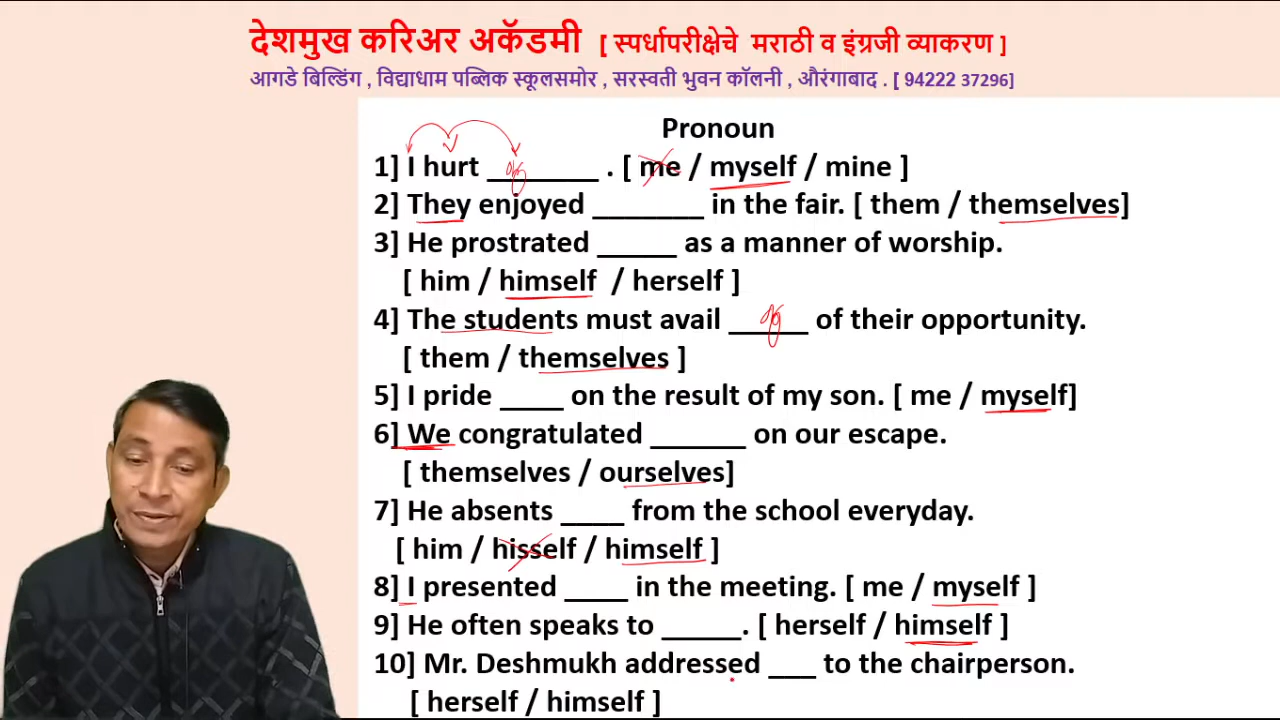 देशमुख करिअर अकॅडमी [ स्पर्धापरीक्षेचे मराठी व इंग्रजी व्याकरण ]
आगडे बिल्डिंग , विद्याधाम पब्लिक स्कूलसमोर , सरस्वती भुवन कॉलनी , औरंगाबाद . [ 94222 37296]
Pronoun
1] I hurt ________ . [ me / myself / mine ]
2] They enjoyed ________ in the fair. [ them / themselves]
3] He prostrated _____ as a manner of worship.
[ him / himself / herself ]
4] The students must avail _____ of their opportunity.
[ them / themselves ]
5] I pride ____ on the result of my son. [ me / myself]
6] We congratulated ______ on our escape.
[ themselves / ourselves]
7] He absents ____ from the school everyday.
[ him / hisself / himself ]
8] I presented ____ in the meeting. [ me / myself ]
9] He often speaks to _____. [ herself / himself ]
10] Mr. Deshmukh addressed ___ to the chairperson.
[ herself / himself ]